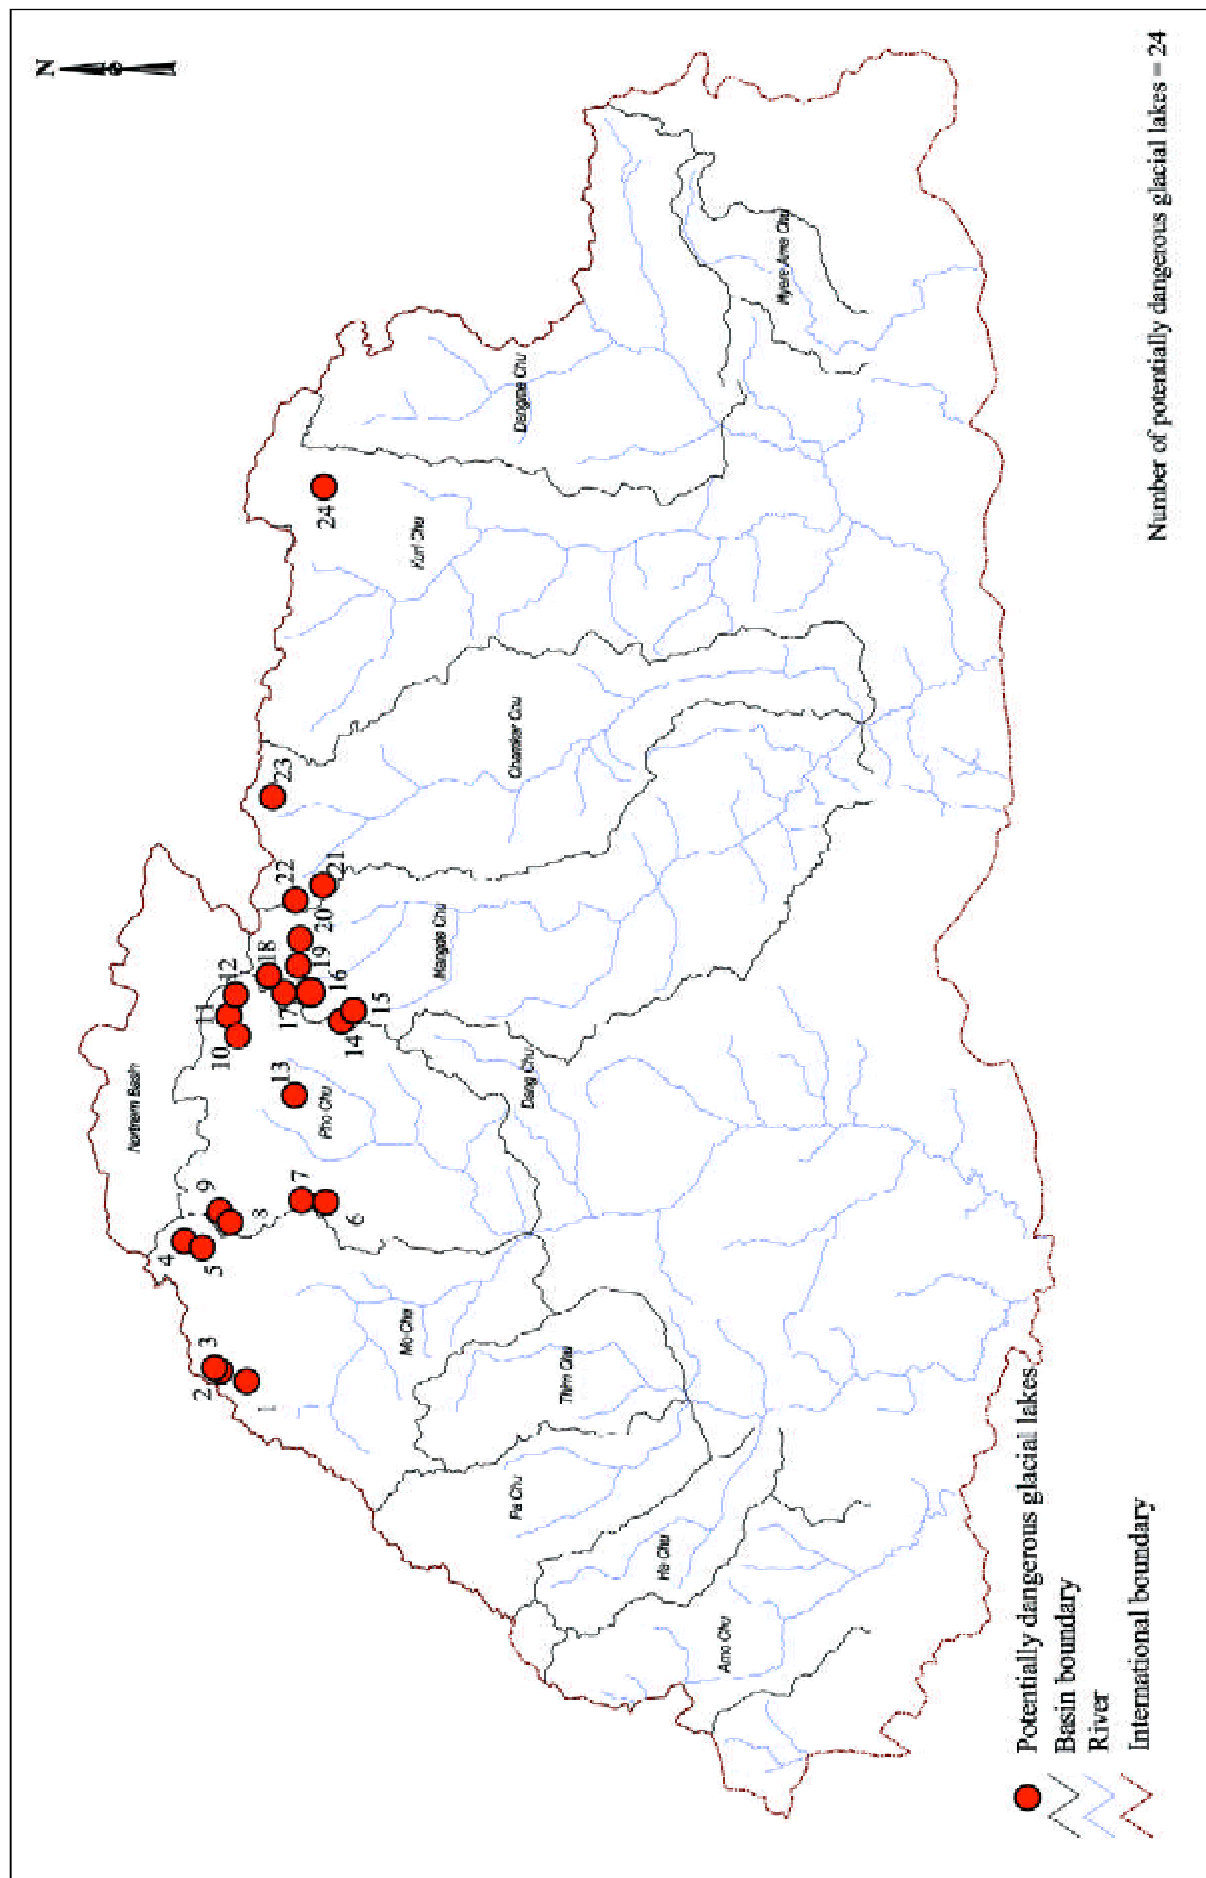 N
Northern Basin
4
9
2
3
5
10
11
12
1
8
18
22
23
13
7
17
19
20
21
24
16
6
14
15
Pho Chu
Mo Chu
Kuri Chu
Mangde Chu
Pa Chu
Chamkar Chu
Dangme Chu
Dang Chu
Thim Chu
Ha Chu
Amo Chu
Nyere Ama Chu
Potentially dangerous glacial lakes
Basin boundary
River
International boundary
Number of potentially dangerous glacial lakes = 24